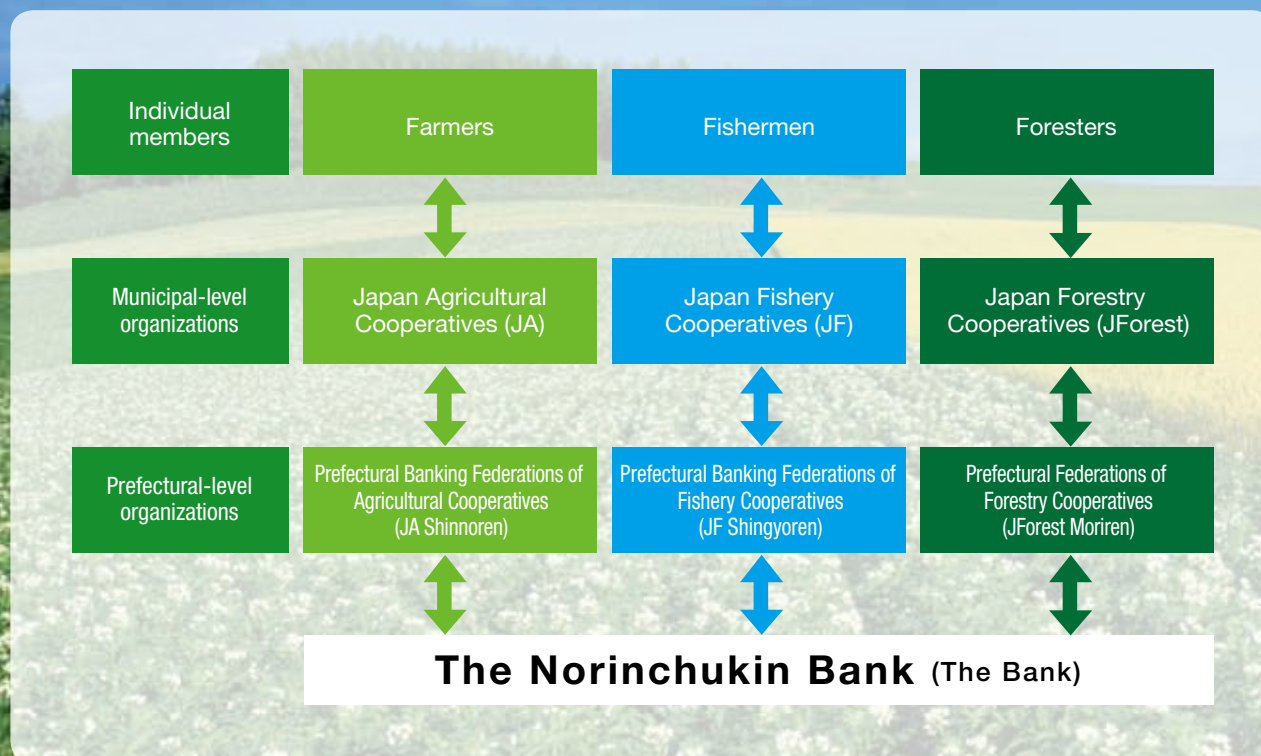 Individual
members
Farmers
Fishermen
Foresters
Municipal-level
organizations
Japan Agricultural
Cooperatives (JA)
Japan Fishery
Cooperatives (JF)
Japan Forestry
Cooperatives (JForest)
Prefectural-level
organizations
Prefectural Banking Federations of
Agricultural Cooperatives
(JA Shinnoren)
Prefectural Banking Federations of
Fishery Cooperatives
(JF Shingyoren)
Prefectural Federations of
Forestry Cooperatives
(JForest Moriren)
The Norinchukin Bank (The Bank)